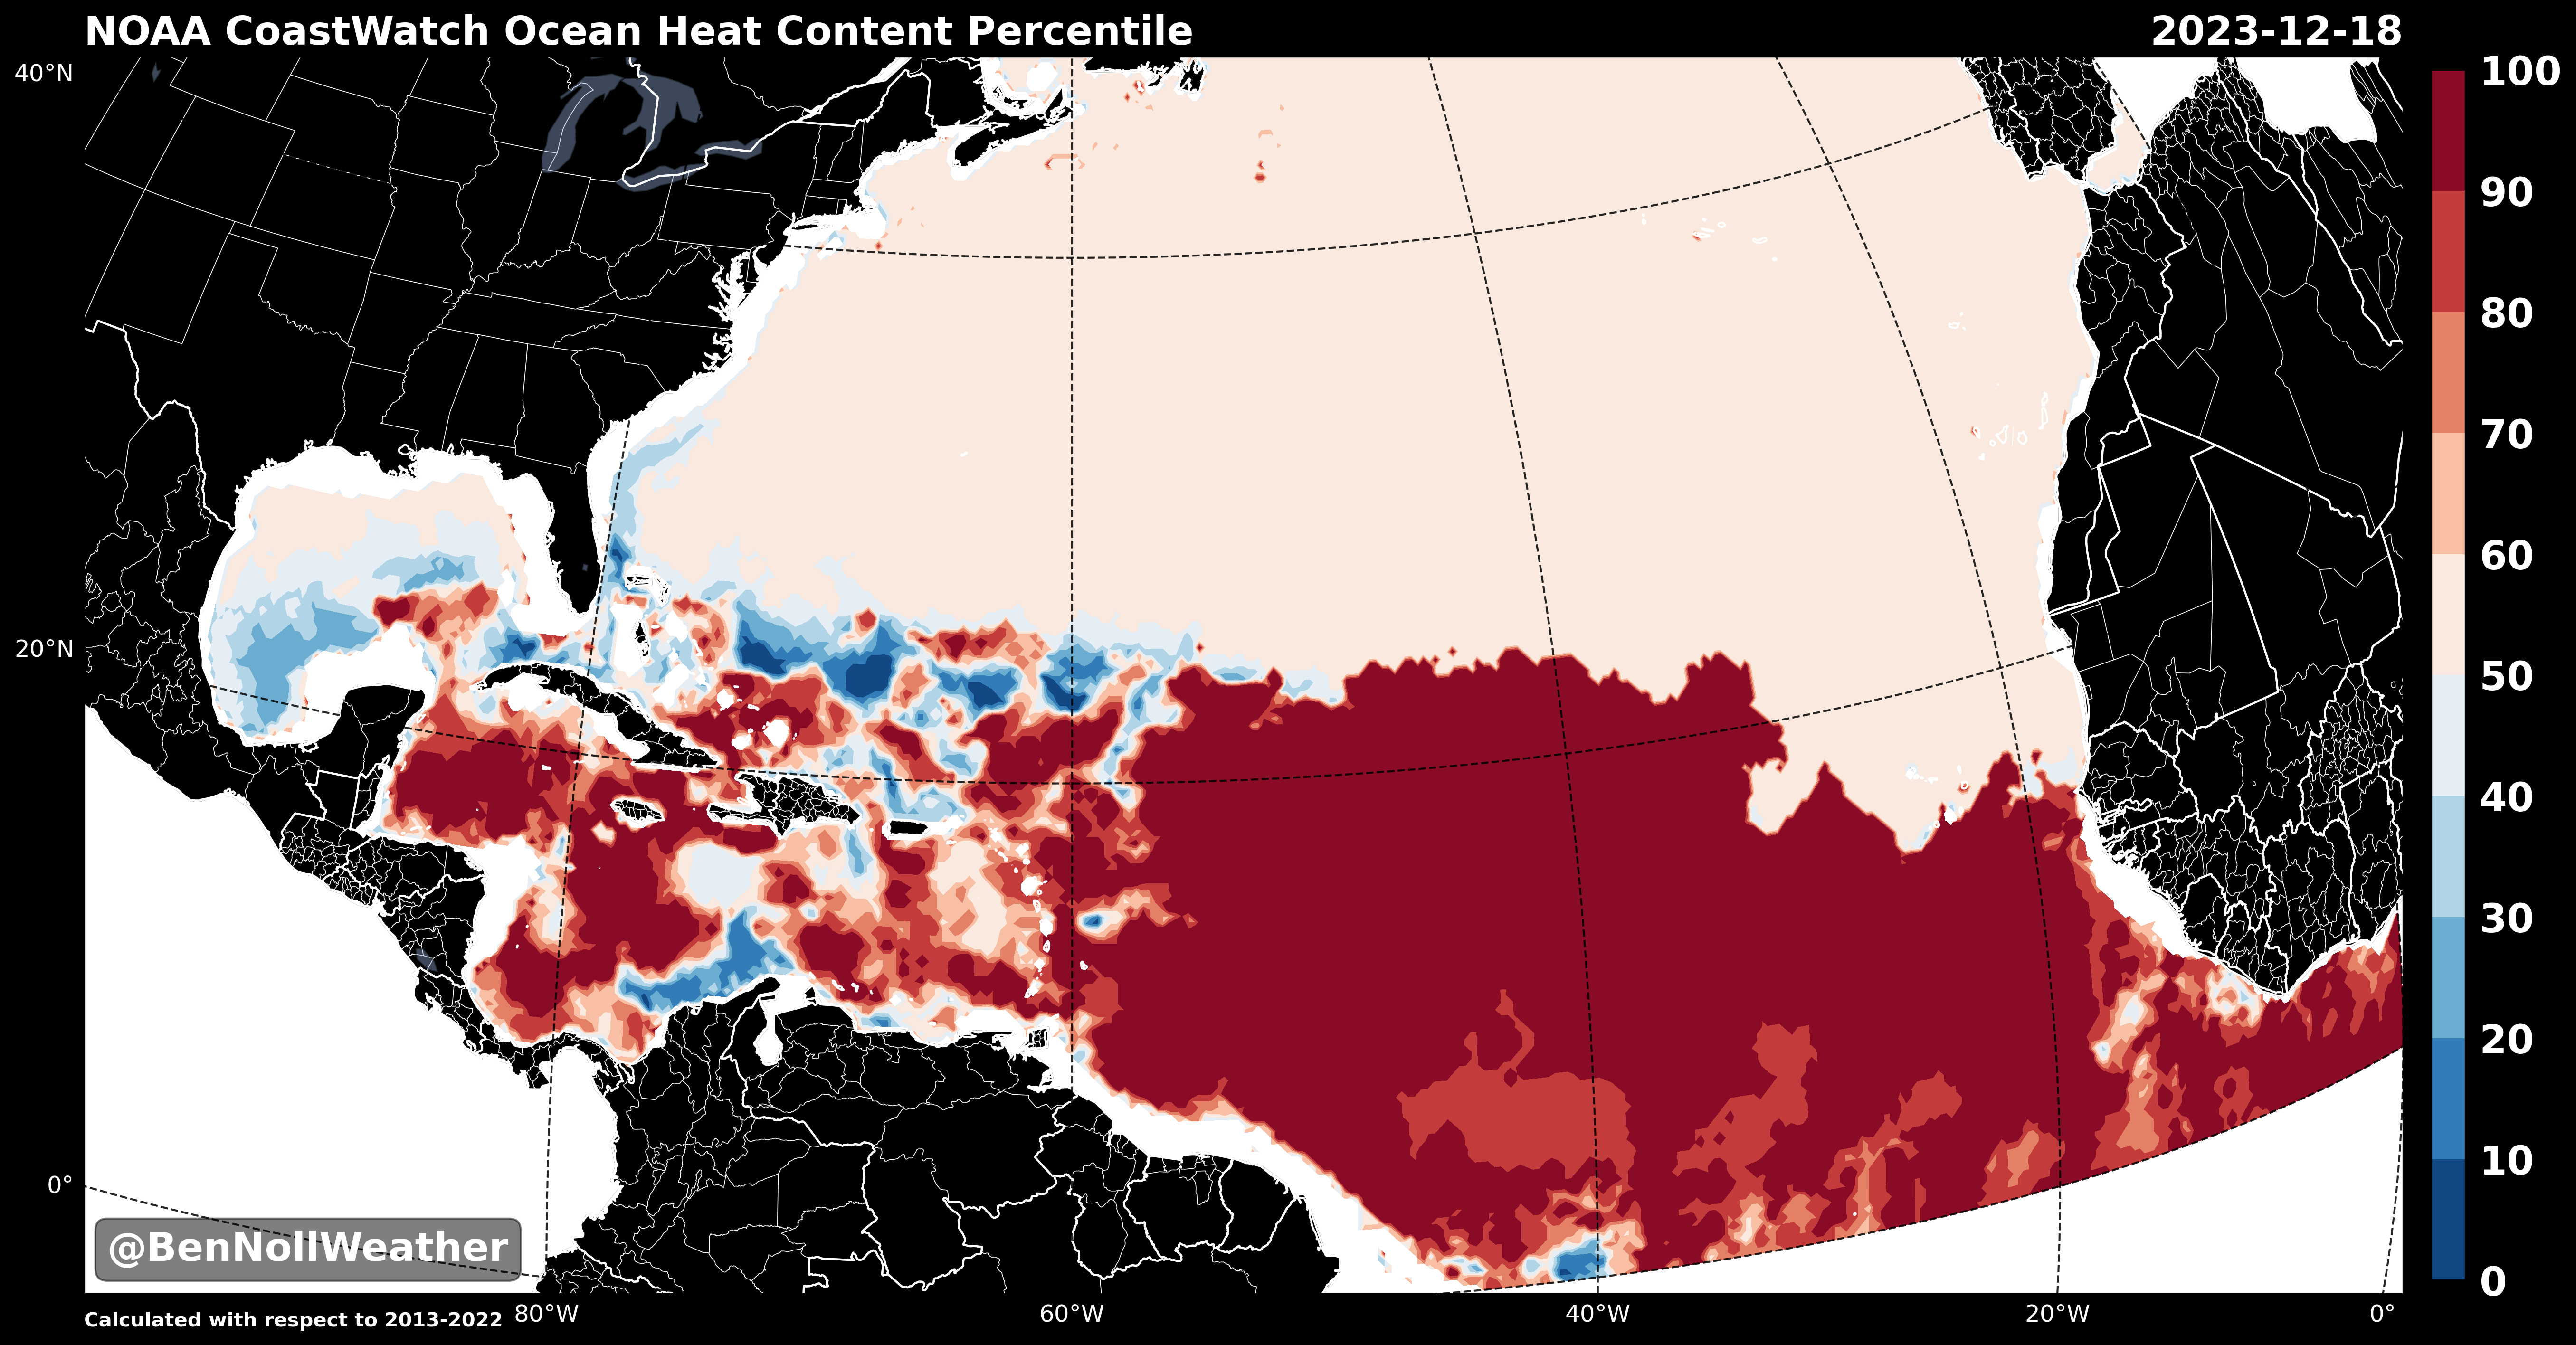 NOAA CoastWatch Ocean Heat Content Percentile
2023-12-18
40°N
20°N
0°
100
90
80
70
60
50
40
30
20
10
0
@BenNollWeather
Calculated with respect to 2013-2022
80°W
60°W
40°W
20°W
0°